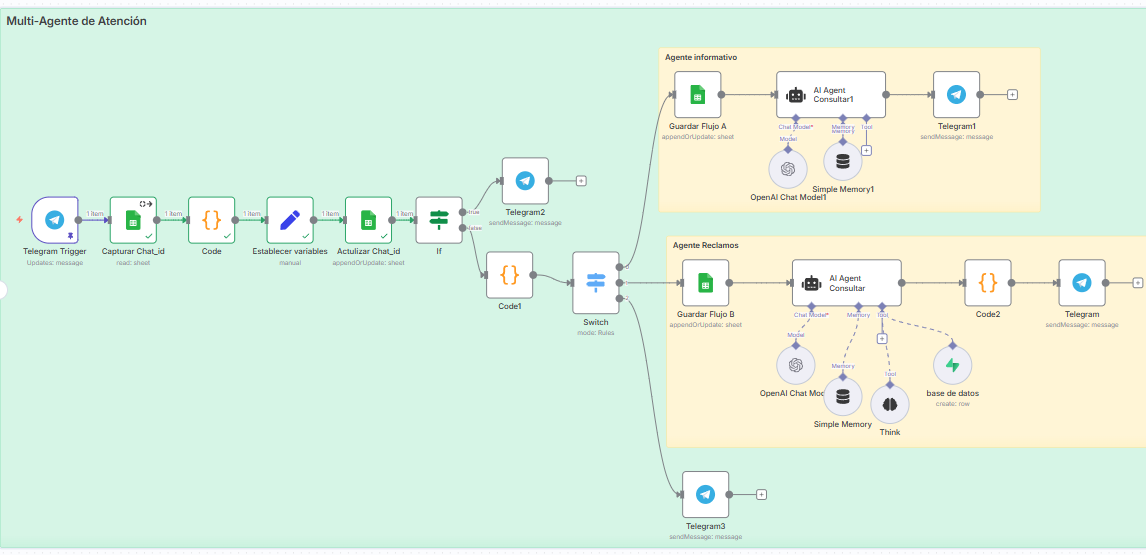 Multi-Agente de Atención
Agente informativo
AI Agent
Consultar1
Guardar Flujo A
appendOrUpdate: sheet
Chat Model*
Memory
Tool
Model
Memory
OpenAI Chat Model1
Simple Memory1
Telegram1
sendMessage: message
Telegram2
sendMessage: message
1 item
1 item
1 item
1 item
1 item
true
false
Telegram Trigger
Updates: message
Capturar Chat_id
read: sheet
Code
Establecer variables
manual
Actulizar Chat_id
appendOrUpdate: sheet
If
Code1
Switch
mode: Rules
Agente Reclamos
AI Agent
Consultar
Guardar Flujo B
appendOrUpdate: sheet
Chat Model*
Memory
Tool
Model
Memory
Tool
OpenAI Chat Mod
Simple Memory
Think
base de datos
create: row
Code2
Telegram
sendMessage: message
Telegram3
sendMessage: message